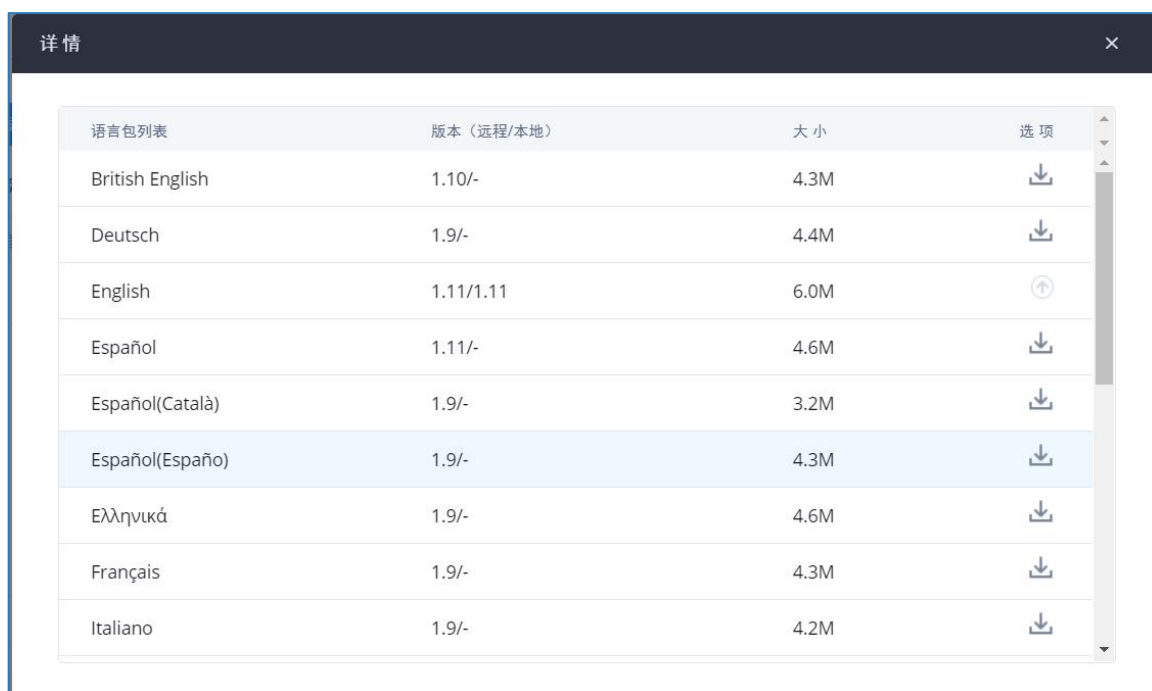 详情
语言包列表 版本（远程/本地） 大小 选项
British English 1.10/- 4.3M
Deutsch 1.9/- 4.4M
English 1.11/1.11 6.0M
Español 1.11/- 4.6M
Español(Català) 1.9/- 3.2M
Español(Españo) 1.9/- 4.3M
Ελληνικά 1.9/- 4.6M
Français 1.9/- 4.3M
Italiano 1.9/- 4.2M